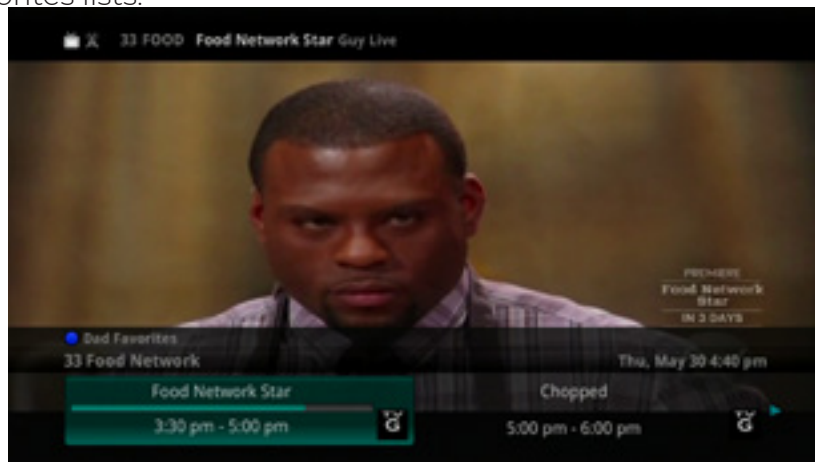 orites lists.
33 FOOD Food Network Star Guy Live
PREMIERE
Food Network
Star
IN 3 DAYS
Dad Favorites
33 Food Network Thu, May 30 4:40 pm
Food Network Star Chopped
3:30 pm - 5:00 pm TV G 5:00 pm - 6:00 pm TV G